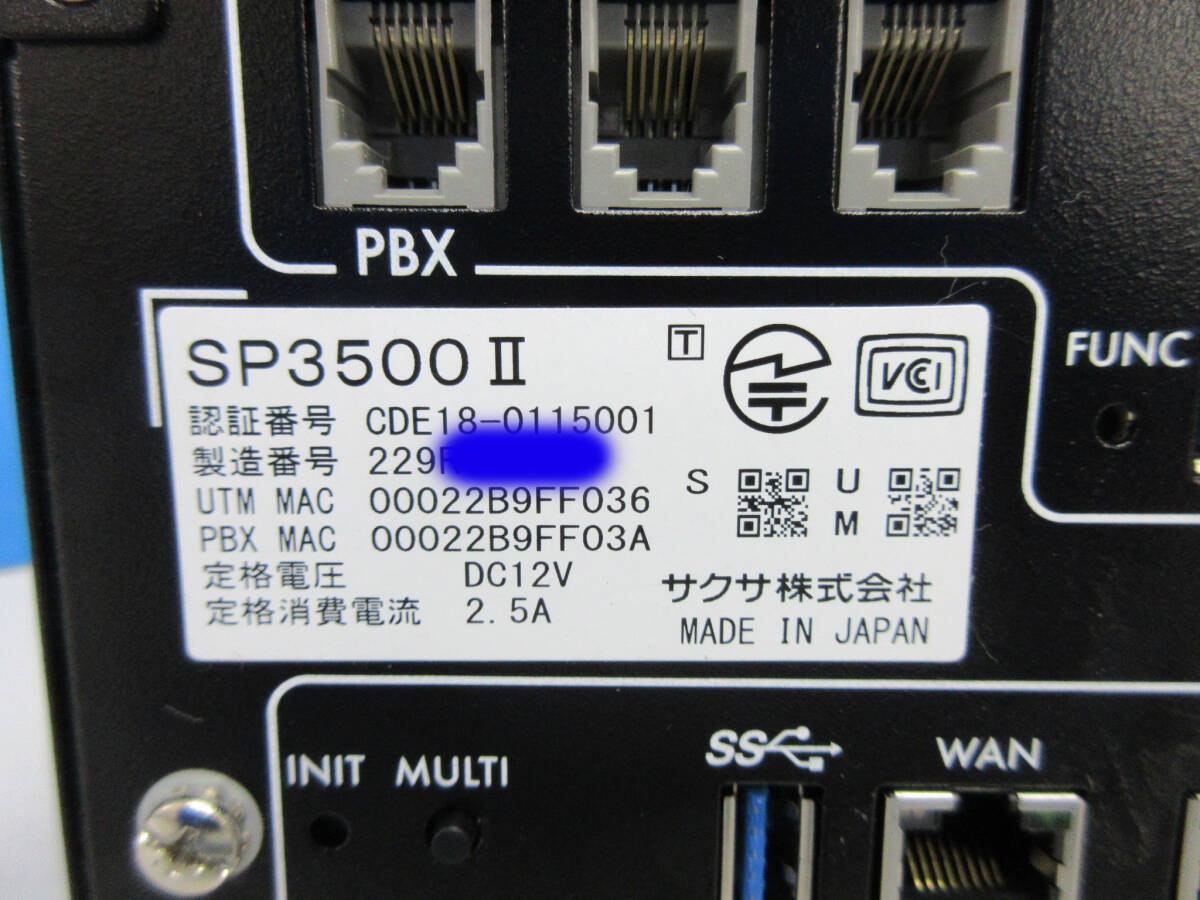 PBX
SP3500Ⅱ
T
VCCI
FUNC
認証番号 CDE18-0115001
製造番号 229
S
U
M
UTM MAC 00022B9FF036
PBX MAC 00022B9FF03A
定格電圧 DC12V
定格消費電流 2.5A
サクサ株式会社
MADE IN JAPAN
INIT
MULTI
SS
WAN